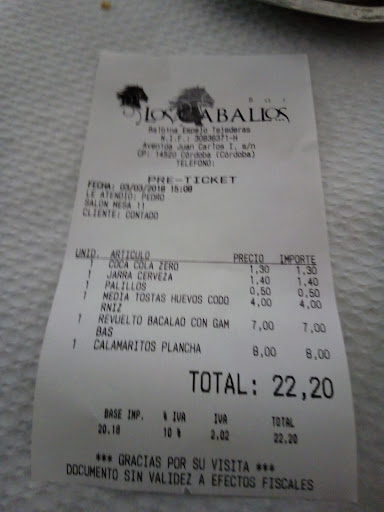 Bar
LOS CABALLOS
Balbina Espejo Tejederas
N.I.F.: 30836371-H
Avenida Juan Carlos I, s/n
CP: 14520 Córdoba (Córdoba)
TELEFONO:
PRE-TICKET
FECHA: 03/03/2018 15:08
LE ATENDIO: PEDRO
SALON MESA 11
CLIENTE: CONTADO
UNID. ARTICULO PRECIO IMPORTE
1 COCA COLA ZERO 1,30 1,30
1 JARRA CERVEZA 1,40 1,40
1 PALILLOS 0,50 0,50
1 MEDIA TOSTAS HUEVOS CODO 4,00 4,00
RNIZ
1 REVUELTO BACALAO CON GAM 7,00 7,00
BAS
1 CALAMARITOS PLANCHA 8,00 8,00
TOTAL: 22,20
BASE IMP. % IVA IVA TOTAL
20.18 10 % 2.02 22.20
*** GRACIAS POR SU VISITA ***
DOCUMENTO SIN VALIDEZ A EFECTOS FISCALES